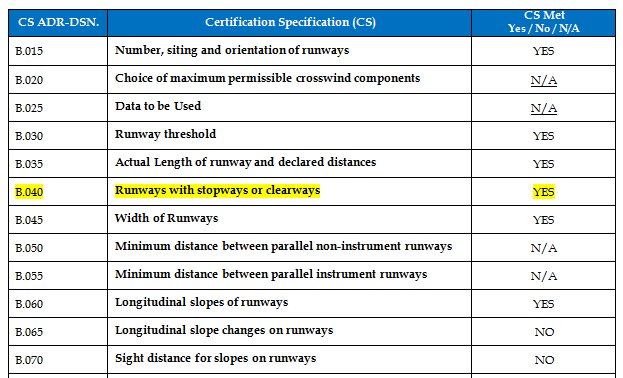 CS ADR-DSN. Certification Specification (CS) CS Met
Yes / No / N/A
B.015 Number, siting and orientation of runways YES
B.020 Choice of maximum permissible crosswind components N/A
B.025 Data to be Used N/A
B.030 Runway threshold YES
B.035 Actual Length of runway and declared distances YES
B.040 Runways with stopways or clearways YES
B.045 Width of Runways YES
B.050 Minimum distance between parallel non-instrument runways N/A
B.055 Minimum distance between parallel instrument runways N/A
B.060 Longitudinal slopes of runways YES
B.065 Longitudinal slope changes on runways NO
B.070 Sight distance for slopes on runways NO